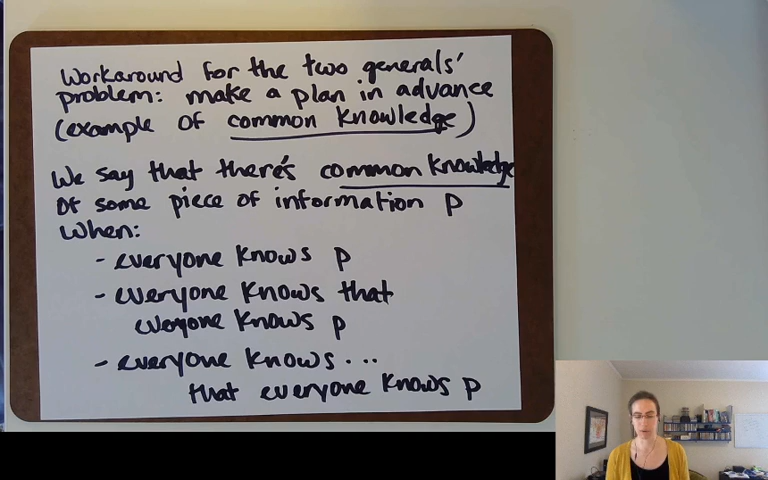 Workaround for the two generals'
problem: make a plan in advance
(example of common knowledge)
We say that there's common knowledge
of some piece of information p
when:
- everyone knows p
- everyone knows that
everyone knows p
- everyone knows...
that everyone knows p